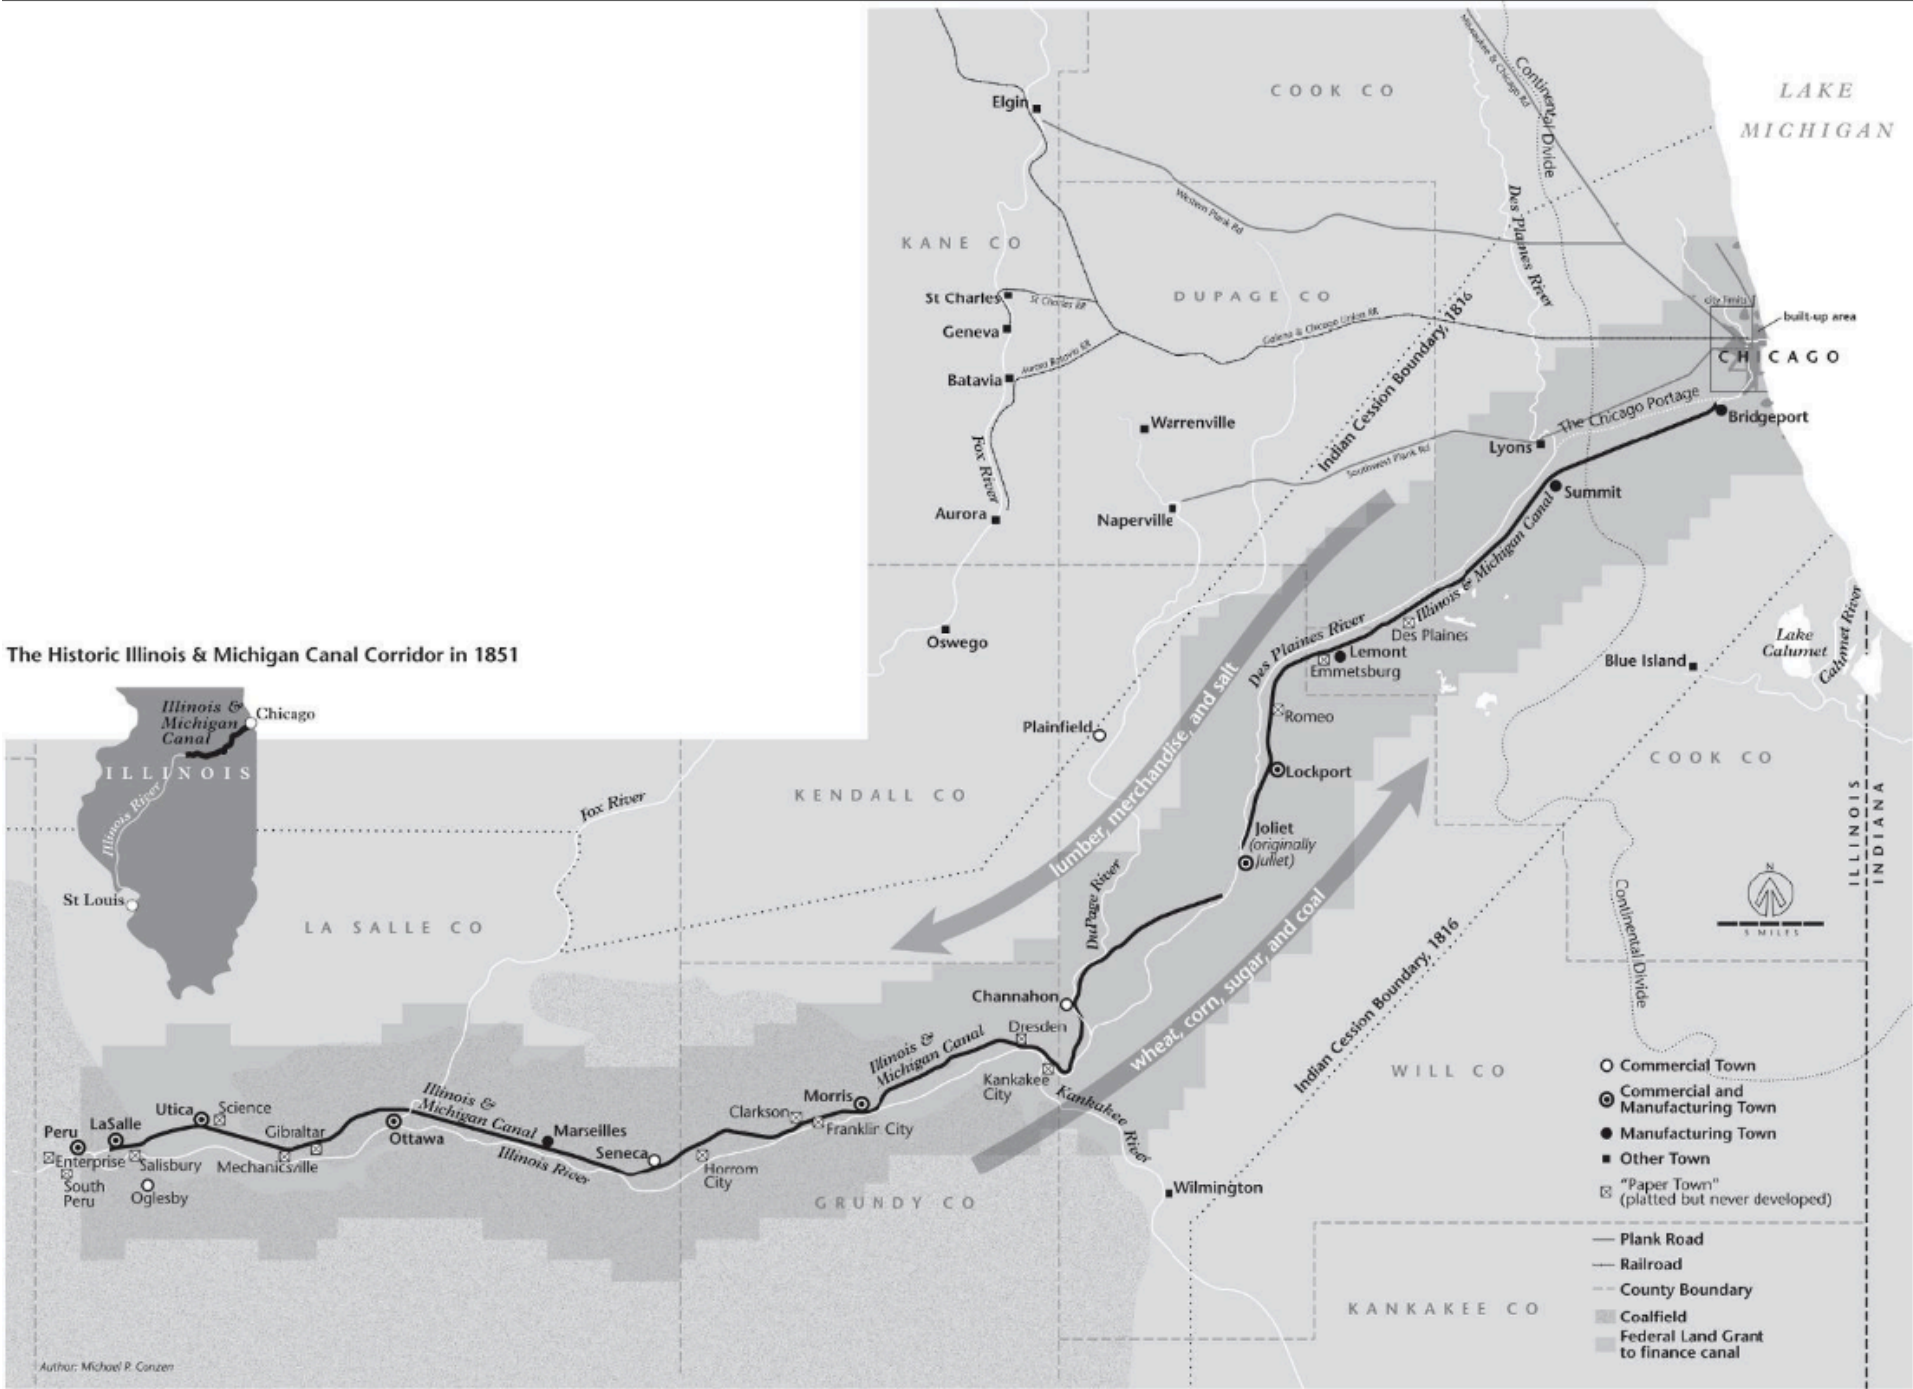 The Historic Illinois & Michigan Canal Corridor in 1851
Illinois &
Michigan
Canal
Chicago
ILLINOIS
Illinois River
St Louis
LAKE
MICHIGAN
COOK CO
Milwaukee & Chicago Rd
Continental Divide
Elgin
Western Plank Rd
Des Plaines River
KANE CO
St Charles
St Charles RR
DUPAGE CO
Geneva
Galena & Chicago Union RR
Indian Cession Boundary, 1816
city limits
built-up area
CHICAGO
Batavia
Aurora Batavia RR
Warrenville
The Chicago Portage
Bridgeport
Fox River
Lyons
Southwest Plank Rd
Summit
Aurora
Naperville
Illinois & Michigan Canal
Oswego
Des Plaines River
Des Plaines
Lemont
Emmetsburg
Blue Island
Lake
Calumet
Calumet River
lumber, merchandise, and salt
Romeo
Plainfield
Lockport
COOK CO
KENDALL CO
Fox River
ILLINOIS
INDIANA
Joliet
(originally
Juliet)
LA SALLE CO
DuPage River
wheat, corn, sugar, and coal
Indian Cession Boundary, 1816
Continental Divide
N
5 MILES
Channahon
Dresden
Illinois &
Michigan Canal
Kankakee
City
Kankakee River
WILL CO
Morris
Clarkson
Franklin City
Illinois &
Michigan Canal
Utica
Science
LaSalle
Peru
Gibraltar
Ottawa
Marseilles
Seneca
Illinois River
Enterprise
Salisbury
Mechanicsville
Horrom
City
South
Peru
Oglesby
GRUNDY CO
Wilmington
KANKAKEE CO
Commercial Town
Commercial and
Manufacturing Town
Manufacturing Town
Other Town
"Paper Town"
(platted but never developed)
Plank Road
Railroad
County Boundary
Coalfield
Federal Land Grant
to finance canal
Author: Michael P. Conzen